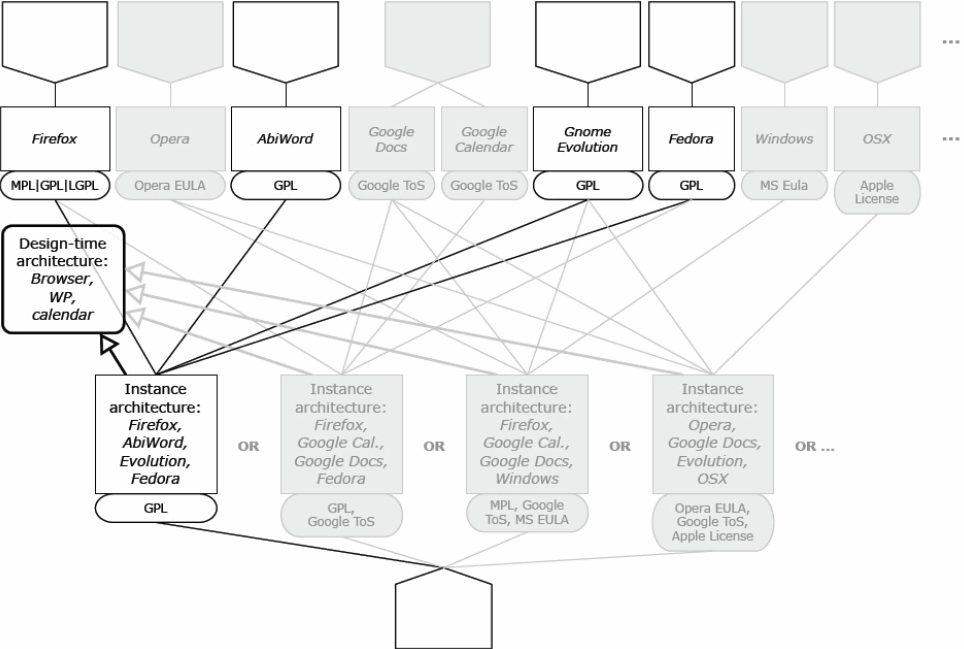 ...
Firefox
Opera
AbiWord
Google
Docs
Google
Calendar
Gnome
Evolution
Fedora
Windows
OSX
...
MPL|GPL|LGPL
Opera EULA
GPL
Google ToS
Google ToS
GPL
GPL
MS Eula
Apple
License
Design-time
architecture:
Browser,
WP,
calendar
Instance
architecture:
Firefox,
AbiWord,
Evolution,
Fedora
GPL
OR
Instance
architecture:
Firefox,
Google Cal.,
Google Docs,
Fedora
GPL,
Google ToS
OR
Instance
architecture:
Firefox,
Google Cal.,
Google Docs,
Windows
MPL, Google
ToS, MS EULA
OR
Instance
architecture:
Opera,
Google Docs,
Evolution,
OSX
Opera EULA,
Google ToS,
Apple License
OR ...